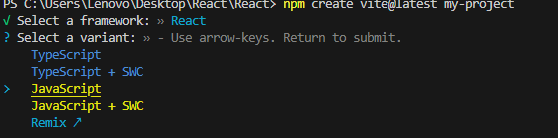 PS C:\Users\Lenovo\Desktop\React\React> npm create vite@latest my-project
√ Select a framework: » React
? Select a variant: » - Use arrow-keys. Return to submit.
TypeScript
TypeScript + SWC
> JavaScript
JavaScript + SWC
Remix ↗